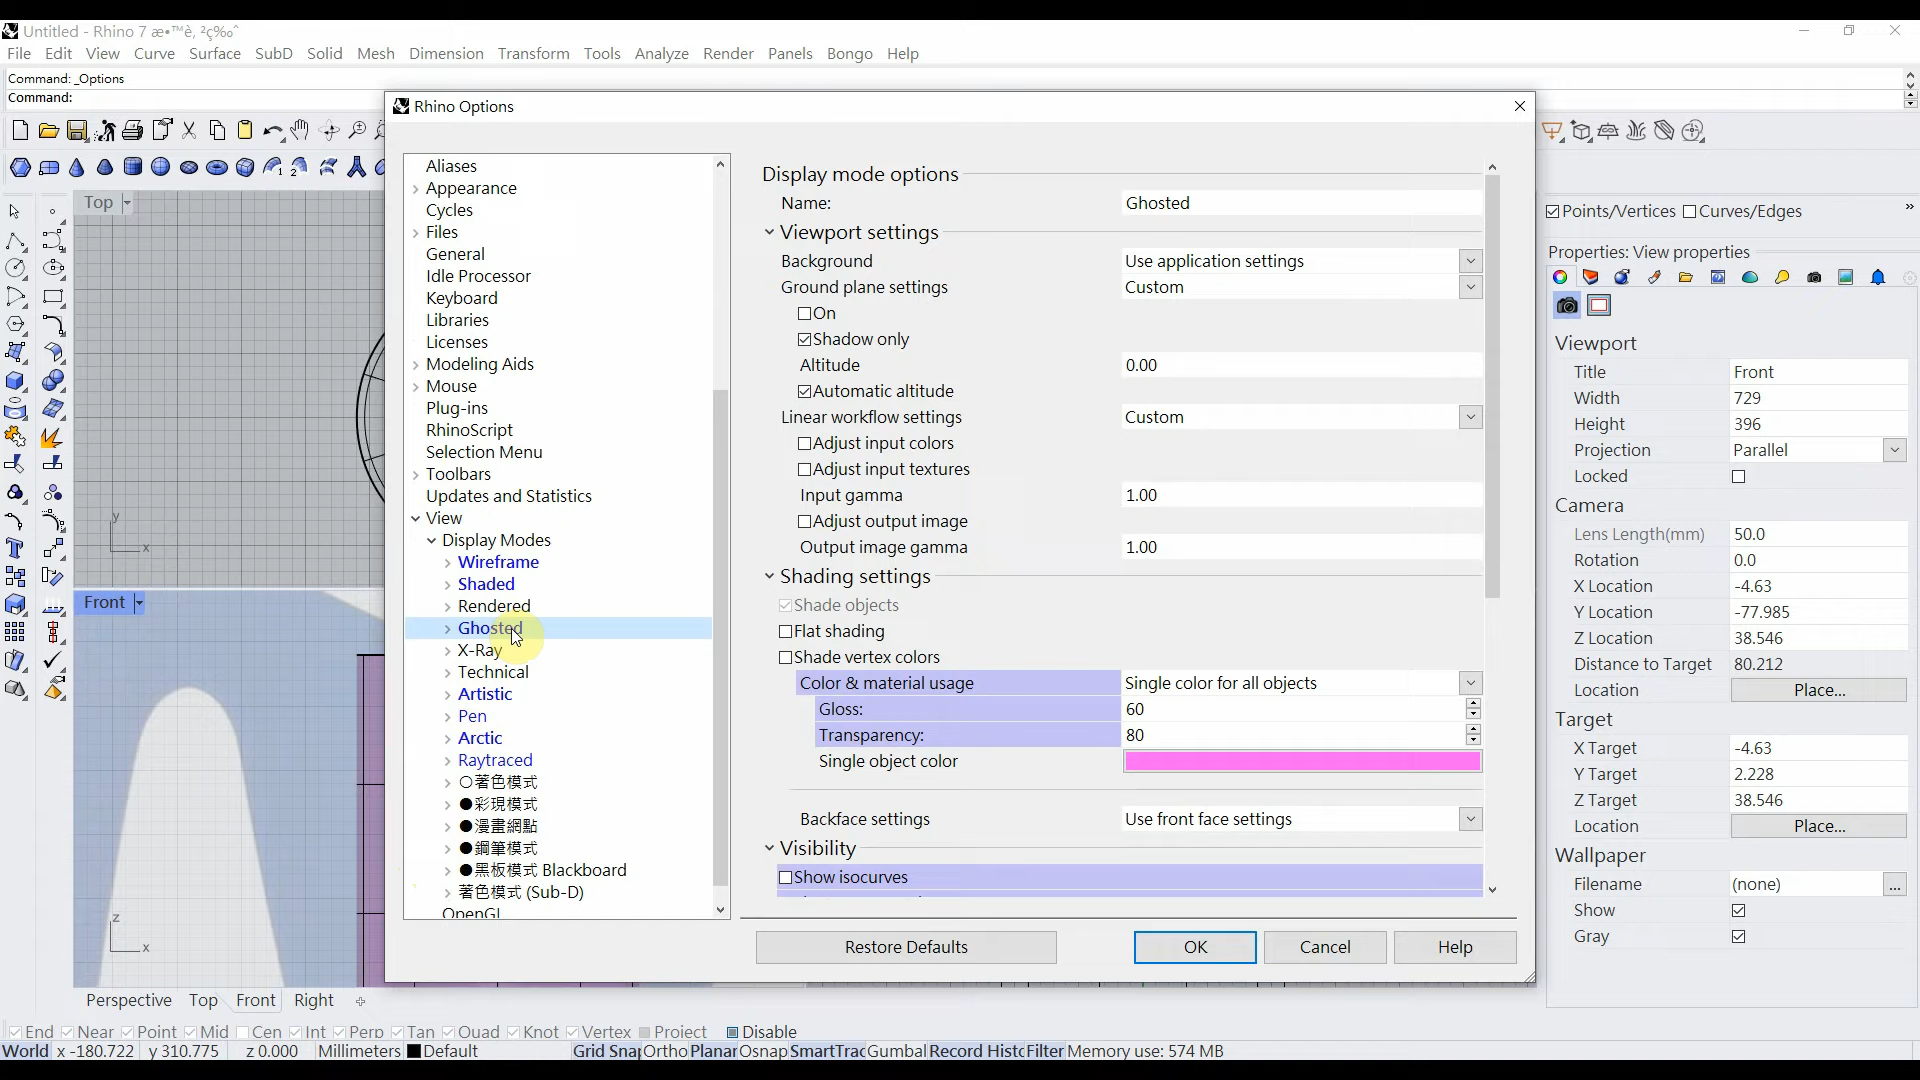 Untitled - Rhino 7 æ•™è‚²ç‰ˆ
File Edit View Curve Surface SubD Solid Mesh Dimension Transform Tools Analyze Render Panels Bongo Help
Command: _Options
Command:
Rhino Options
Aliases
Appearance
Cycles
Files
General
Idle Processor
Keyboard
Libraries
Licenses
Modeling Aids
Mouse
Plug-ins
RhinoScript
Selection Menu
Toolbars
Updates and Statistics
View
Display Modes
Wireframe
Shaded
Rendered
Ghosted
X-Ray
Technical
Artistic
Pen
Arctic
Raytraced
○著色模式
●彩現模式
●漫畫網點
●鋼筆模式
●黑板模式 Blackboard
著色模式 (Sub-D)
OpenGL
Display mode options
Name: Ghosted
Viewport settings
Background Use application settings
Ground plane settings Custom
On
Shadow only
Altitude 0.00
Automatic altitude
Linear workflow settings Custom
Adjust input colors
Adjust input textures
Input gamma 1.00
Adjust output image
Output image gamma 1.00
Shading settings
Shade objects
Flat shading
Shade vertex colors
Color & material usage Single color for all objects
Gloss: 60
Transparency: 80
Single object color
Backface settings Use front face settings
Visibility
Show isocurves
Restore Defaults OK Cancel Help
Top
y
x
Front
z
x
Points/Vertices Curves/Edges »
Properties: View properties
Viewport
Title Front
Width 729
Height 396
Projection Parallel
Locked
Camera
Lens Length(mm) 50.0
Rotation 0.0
X Location -4.63
Y Location -77.985
Z Location 38.546
Distance to Target 80.212
Location Place...
Target
X Target -4.63
Y Target 2.228
Z Target 38.546
Location Place...
Wallpaper
Filename (none) ...
Show
Gray
Perspective Top Front Right
End Near Point Mid Cen Int Perp Tan Quad Knot Vertex Project Disable
World x -180.722 y 310.775 z 0.000 Millimeters Default Grid Snap Ortho Planar Osnap SmartTrac Gumbal Record Histo Filter Memory use: 574 MB